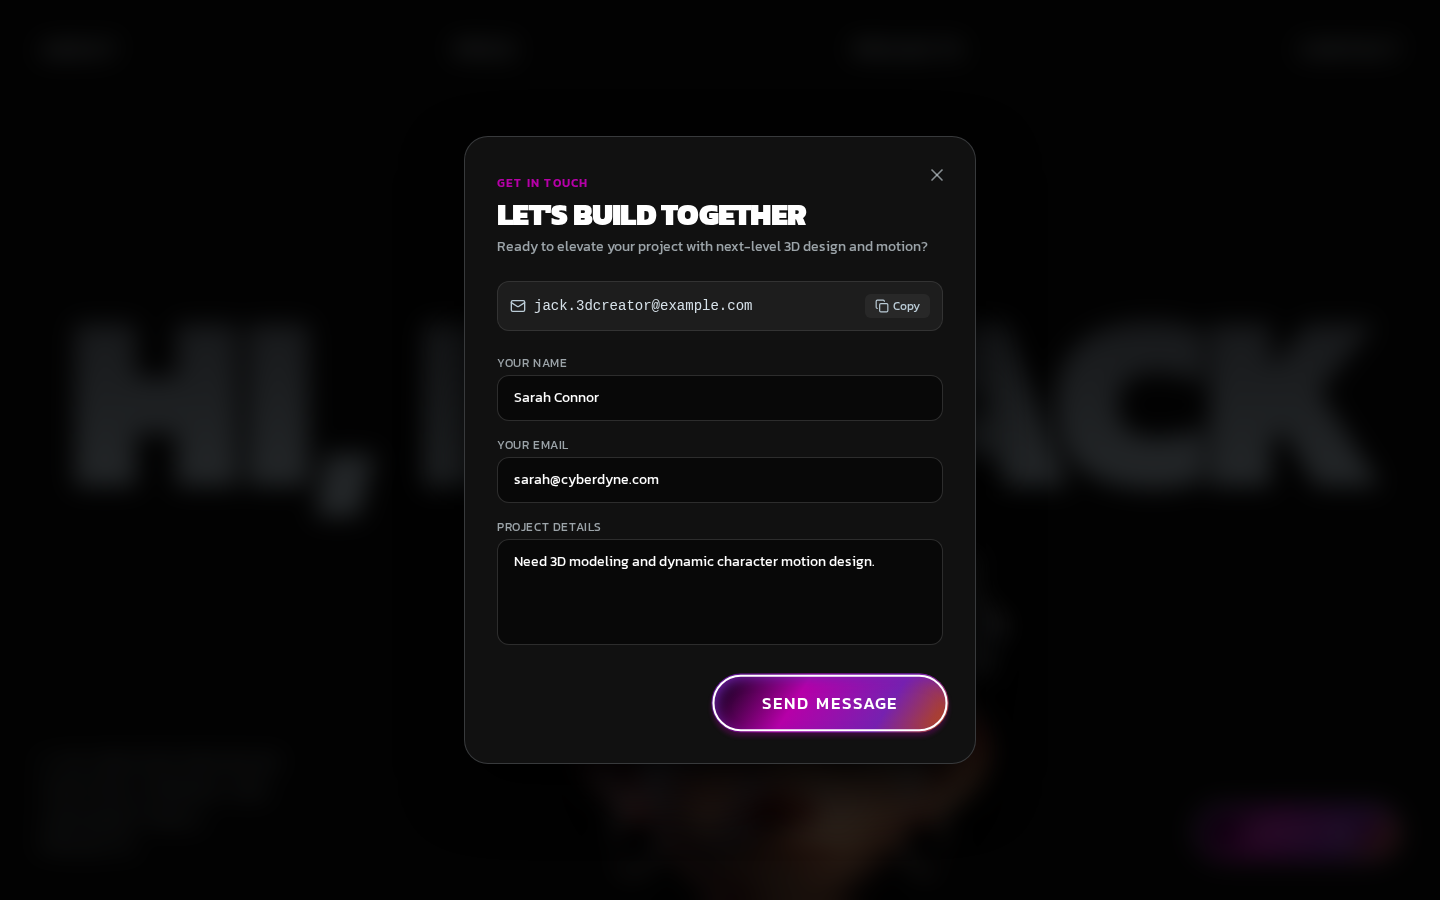 GET IN TOUCH
LET'S BUILD TOGETHER
Ready to elevate your project with next-level 3D design and motion?
jack.3dcreator@example.com
Copy
YOUR NAME
Sarah Connor
YOUR EMAIL
sarah@cyberdyne.com
PROJECT DETAILS
Need 3D modeling and dynamic character motion design.
SEND MESSAGE
HI, ACK